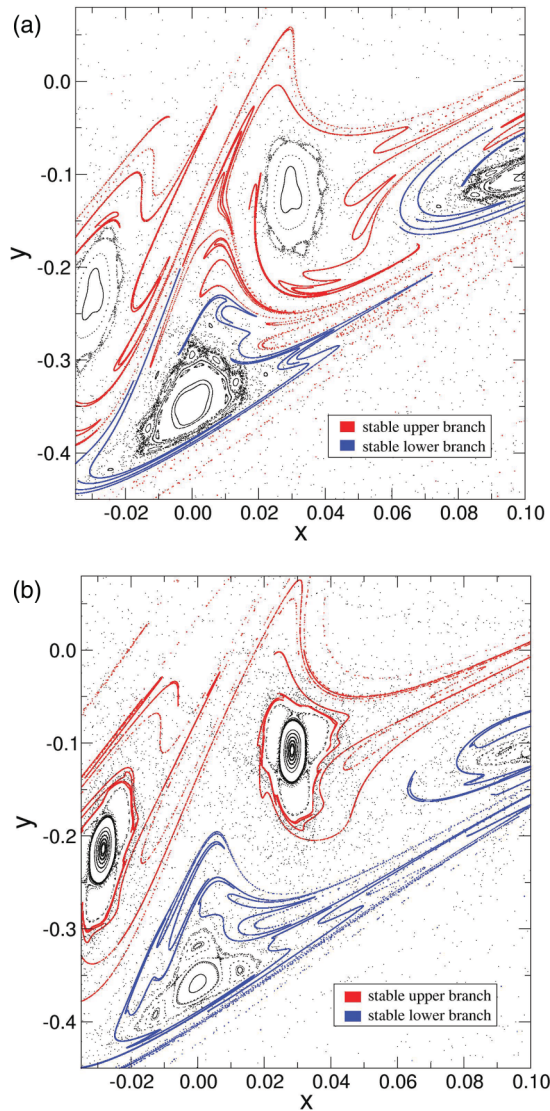 (a)
0.0
-0.1
-0.2
-0.3
-0.4
y
stable upper branch
stable lower branch
-0.02 0.00 0.02 0.04 0.06 0.08 0.10
x
(b)
0.0
-0.1
-0.2
-0.3
-0.4
y
stable upper branch
stable lower branch
-0.02 0.00 0.02 0.04 0.06 0.08 0.10
x